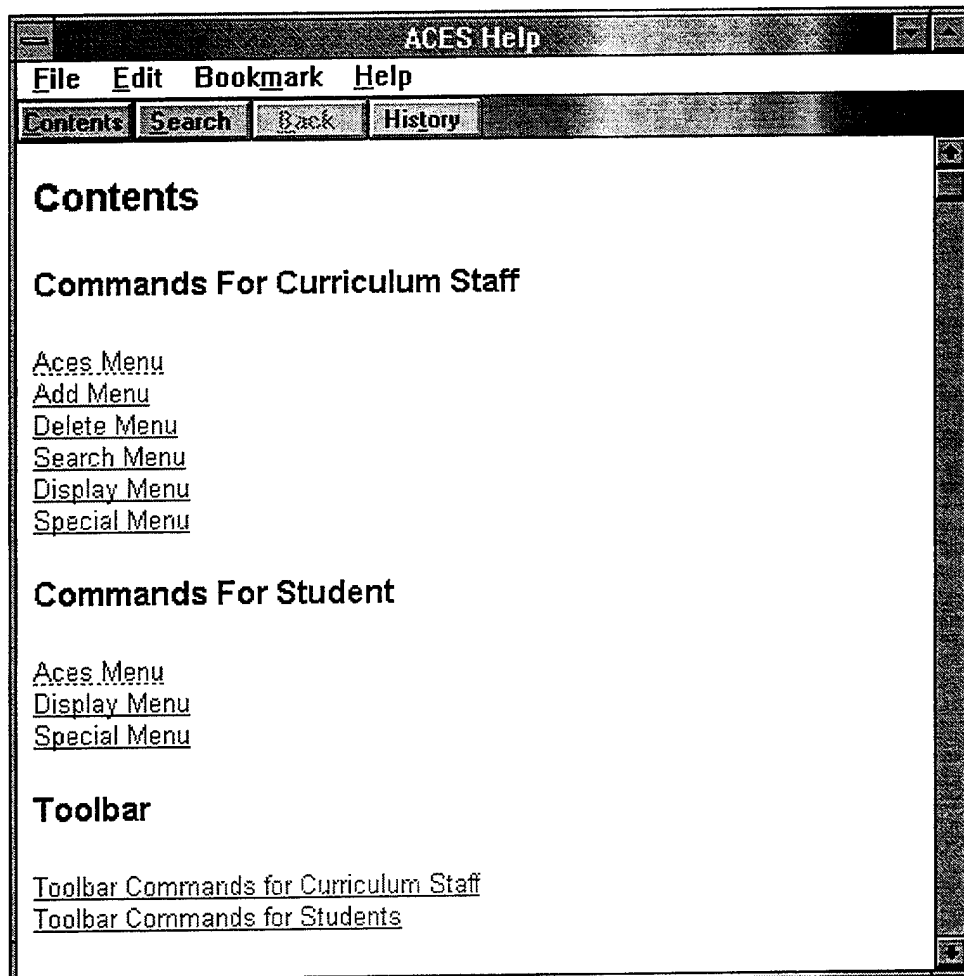 ACES Help
File Edit Bookmark Help
Contents Search Back History
Contents
Commands For Curriculum Staff
Aces Menu
Add Menu
Delete Menu
Search Menu
Display Menu
Special Menu
Commands For Student
Aces Menu
Display Menu
Special Menu
Toolbar
Toolbar Commands for Curriculum Staff
Toolbar Commands for Students